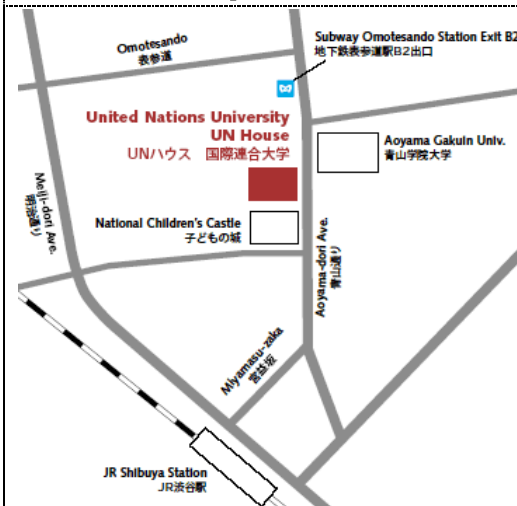 Subway Omotesando Station Exit B2
地下鉄表参道駅B2出口
Omotesando
表参道
United Nations University
UN House
UNハウス 国際連合大学
Aoyama Gakuin Univ.
青山学院大学
National Children's Castle
子どもの城
Meiji-dori Ave.
明治通り
Aoyama-dori Ave.
青山通り
Miyamasu-zaka
宮益坂
JR Shibuya Station
JR渋谷駅